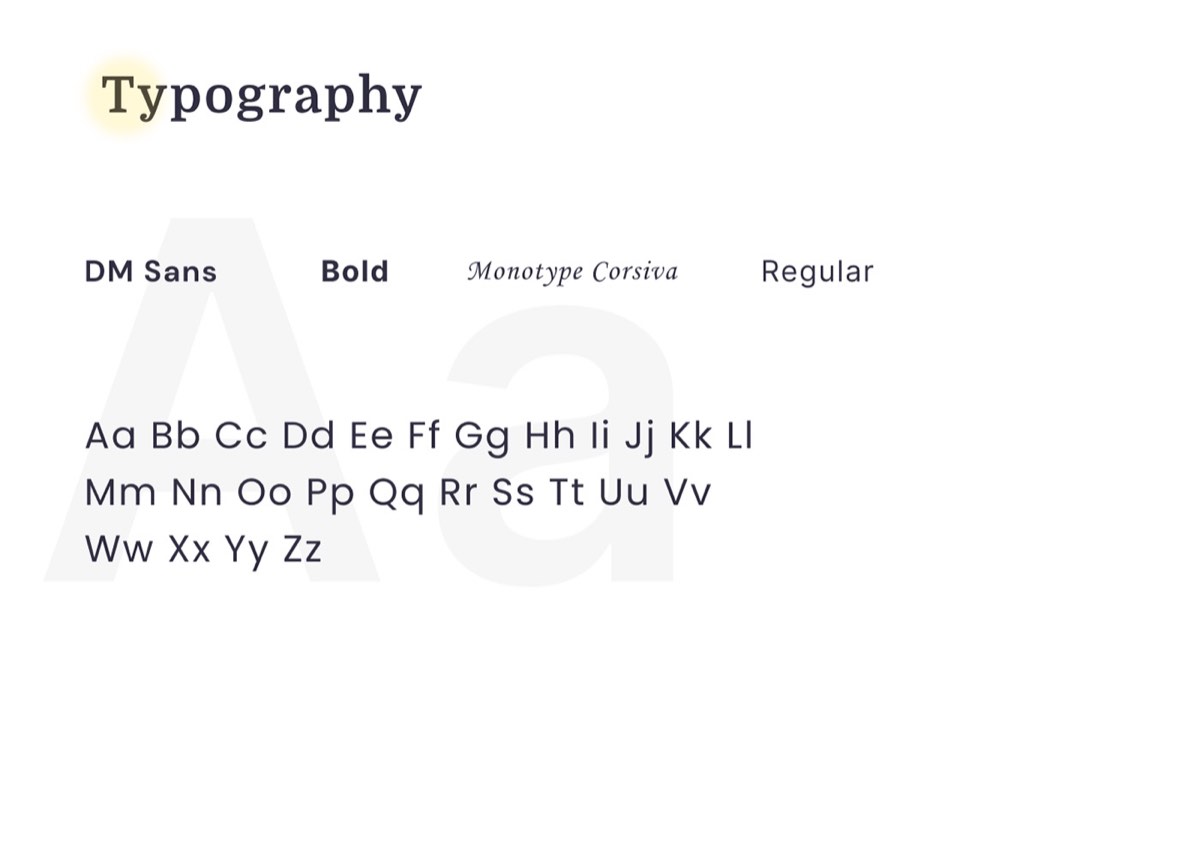 Typography
Aa
DM Sans Bold Monotype Corsiva Regular
Aa Bb Cc Dd Ee Ff Gg Hh Ii Jj Kk Ll
Mm Nn Oo Pp Qq Rr Ss Tt Uu Vv
Ww Xx Yy Zz